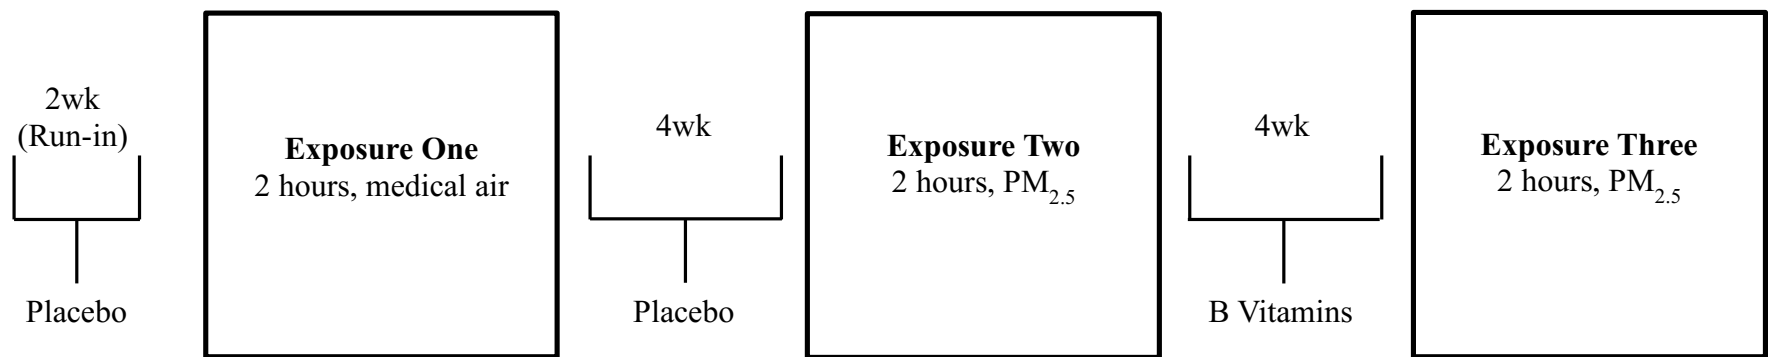 2wk
(Run-in)
Placebo
Exposure One
2 hours, medical air
4wk
Placebo
Exposure Two
2 hours, PM2.5
4wk
B Vitamins
Exposure Three
2 hours, PM2.5